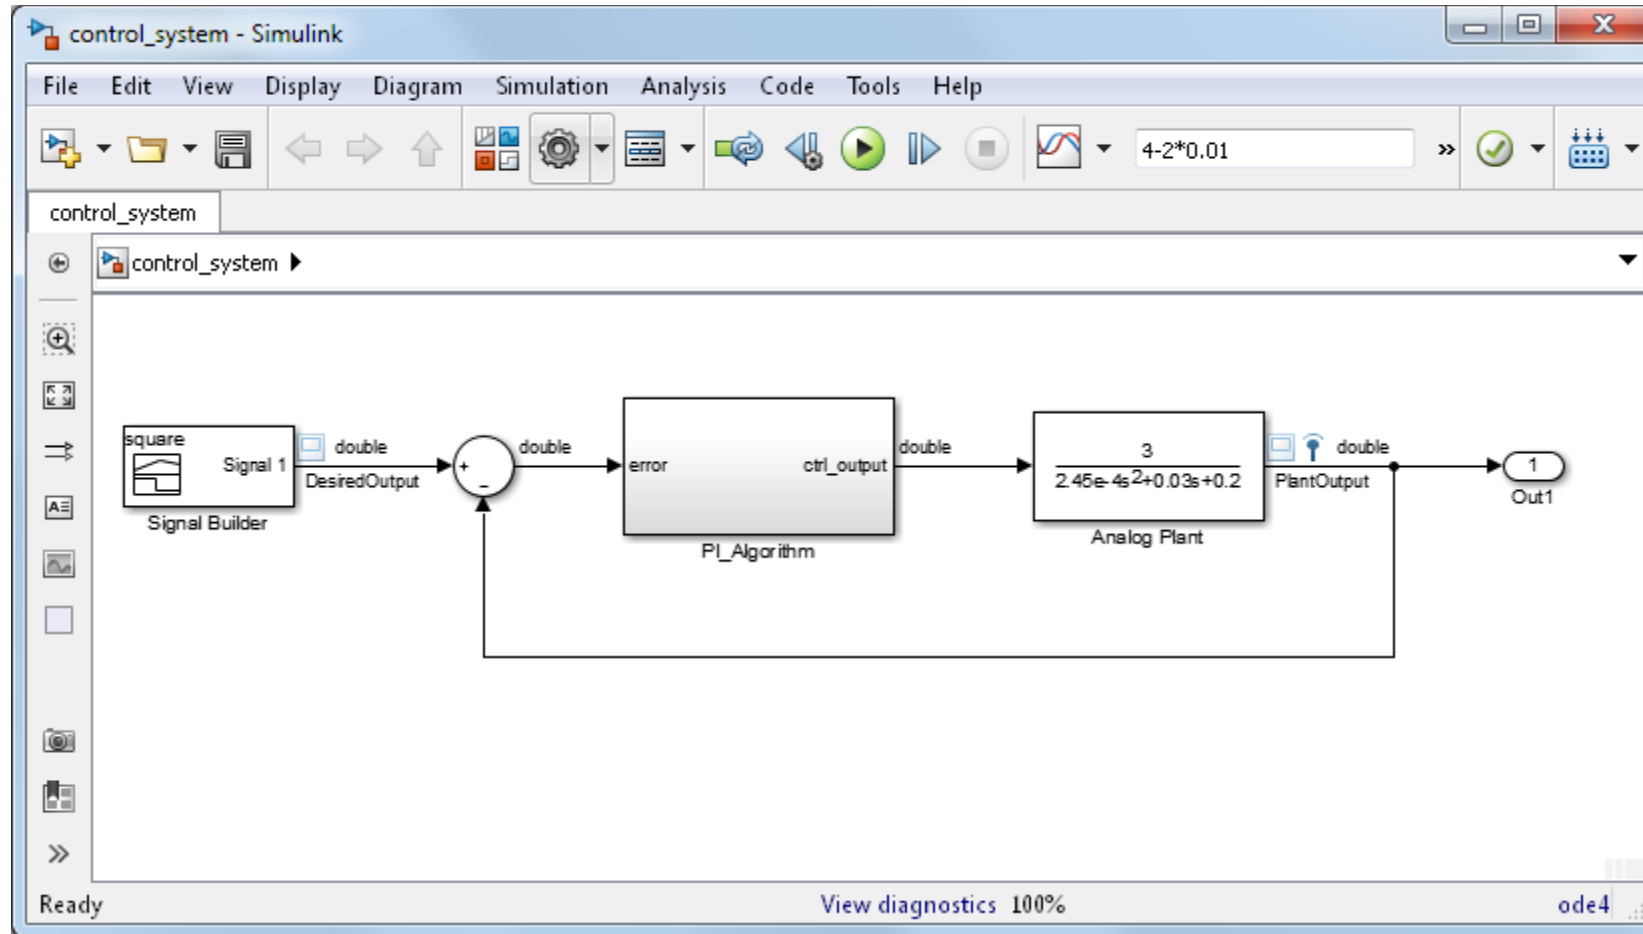 control_system - Simulink
File Edit View Display Diagram Simulation Analysis Code Tools Help
4-2*0.01
control_system
control_system
square
Signal 1
Signal Builder
double
DesiredOutput
+
-
double
error
ctrl_output
PI_Algorithm
double
3
2.45e-4s2+0.03s+0.2
Analog Plant
double
PlantOutput
1
Out1
Ready
View diagnostics 100%
ode4